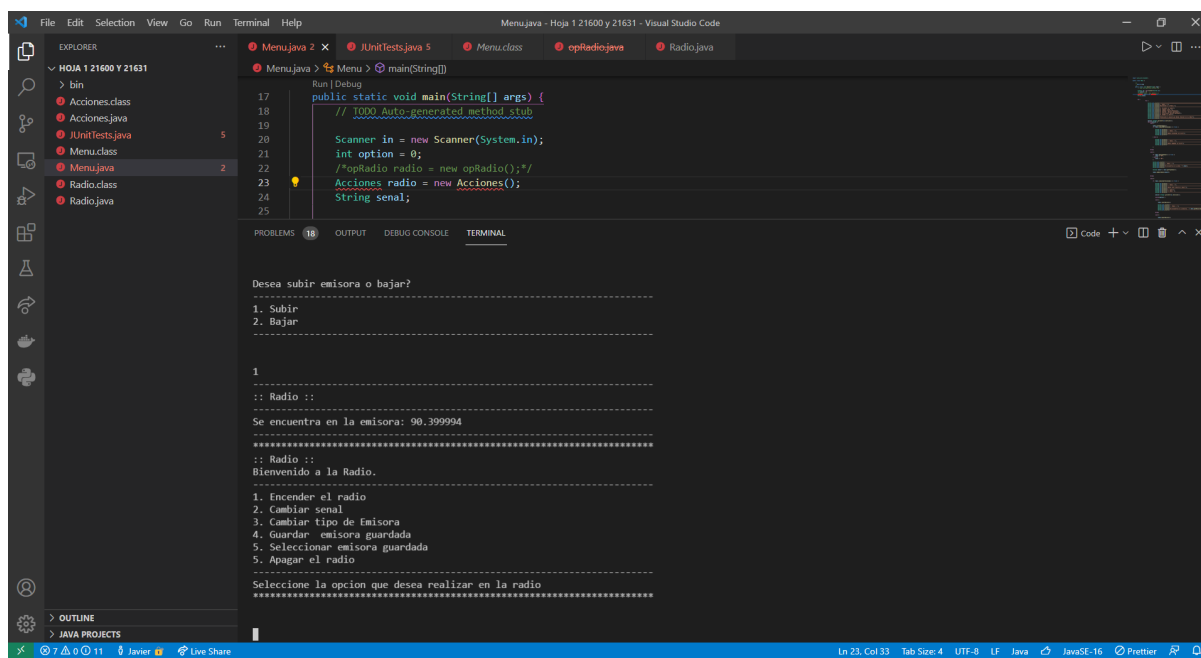 File Edit Selection View Go Run Terminal Help
Menu.java - Hoja 1 21600 y 21631 - Visual Studio Code
EXPLORER
HOJA 1 21600 Y 21631
bin
Acciones.class
Acciones.java
JUnitTests.java 5
Menu.class
Menu.java 2
Radio.class
Radio.java
OUTLINE
JAVA PROJECTS
Menu.java 2 JUnitTests.java 5 Menu.class opRadio.java Radio.java
Menu.java > Menu > main(String[])
Run | Debug
17 public static void main(String[] args) {
18 // TODO Auto-generated method stub
19
20 Scanner in = new Scanner(System.in);
21 int option = 0;
22 /*opRadio radio = new opRadio();*/
23 Acciones radio = new Acciones();
24 String senal;
25
PROBLEMS 18 OUTPUT DEBUG CONSOLE TERMINAL
Code
Desea subir emisora o bajar?
-----------------------------------------------------------------------
1. Subir
2. Bajar
-----------------------------------------------------------------------
1
-----------------------------------------------------------------------
:: Radio ::
-----------------------------------------------------------------------
Se encuentra en la emisora: 90.399994
-----------------------------------------------------------------------
***********************************************************************
:: Radio ::
Bienvenido a la Radio.
-----------------------------------------------------------------------
1. Encender el radio
2. Cambiar senal
3. Cambiar tipo de Emisora
4. Guardar  emisora guardada
5. Seleccionar emisora guardada
5. Apagar el radio
-----------------------------------------------------------------------
Seleccione la opcion que desea realizar en la radio
***********************************************************************
7 0 11 Javier Live Share
Ln 23, Col 33 Tab Size: 4 UTF-8 LF Java JavaSE-16 Prettier